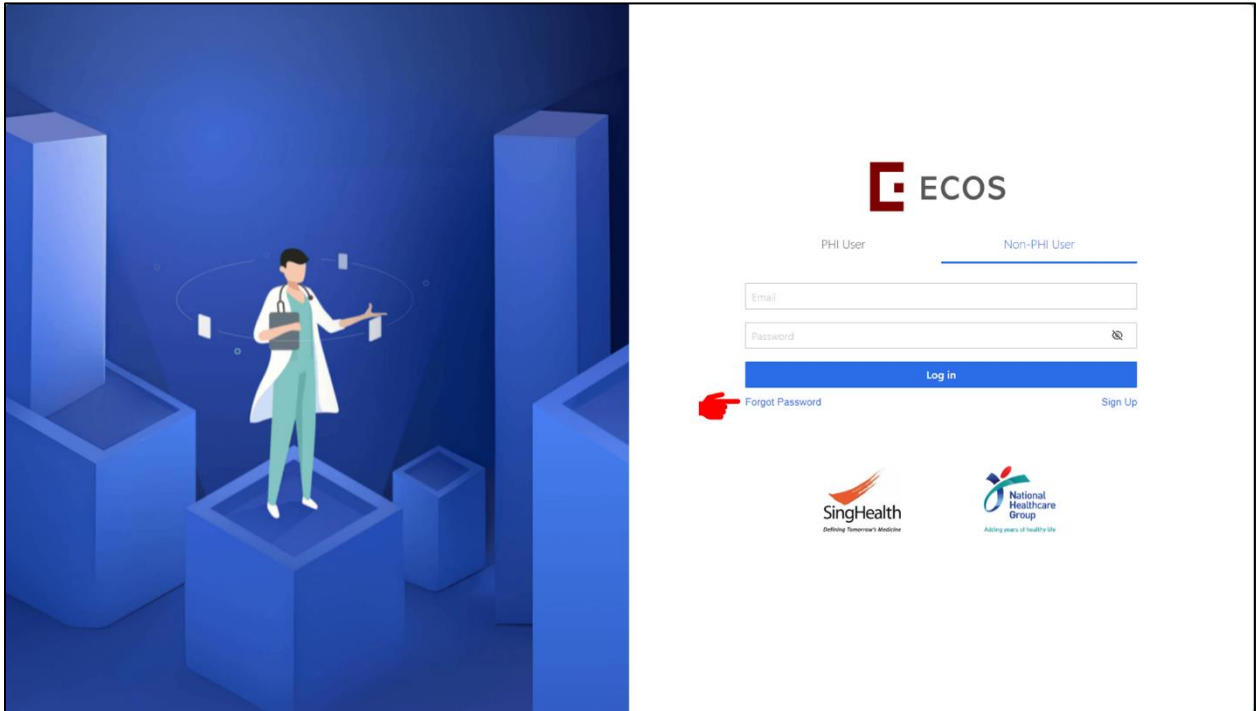 ECOS
PHI User
Non-PHI User
Email
Password
Log in
Forgot Password
Sign Up
SingHealth
Defining Tomorrow's Medicine
National
Healthcare
Group
Adding years of healthy life